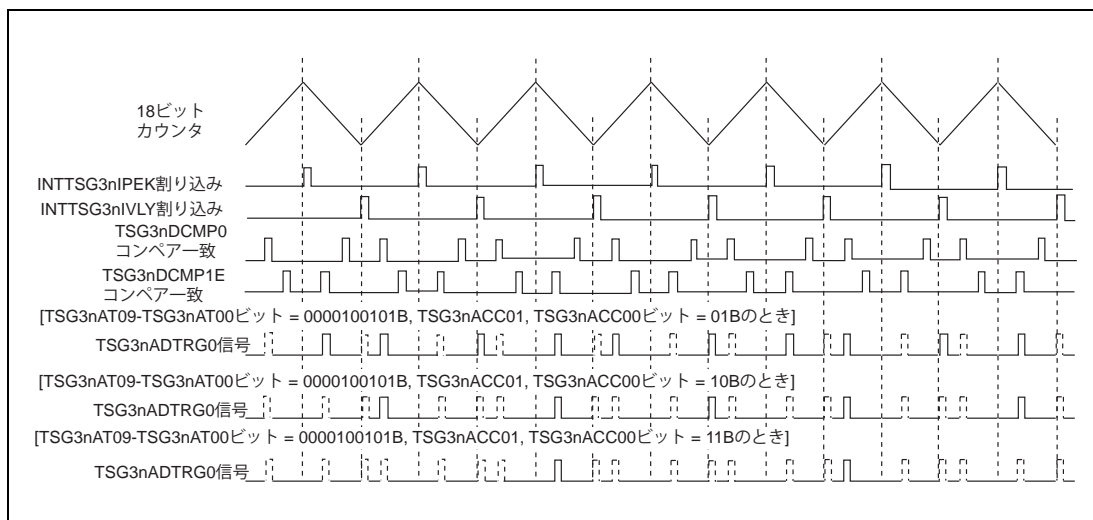 18ビット
カウンタ
INTTSG3nIPEK割り込み
INTTSG3nIVLY割り込み
TSG3nDCMP0
コンペア一致
TSG3nDCMP1E
コンペア一致
[TSG3nAT09-TSG3nAT00ビット = 0000100101B, TSG3nACC01, TSG3nACC00ビット = 01Bのとき]
TSG3nADTRG0信号
[TSG3nAT09-TSG3nAT00ビット = 0000100101B, TSG3nACC01, TSG3nACC00ビット = 10Bのとき]
TSG3nADTRG0信号
[TSG3nAT09-TSG3nAT00ビット = 0000100101B, TSG3nACC01, TSG3nACC00ビット = 11Bのとき]
TSG3nADTRG0信号